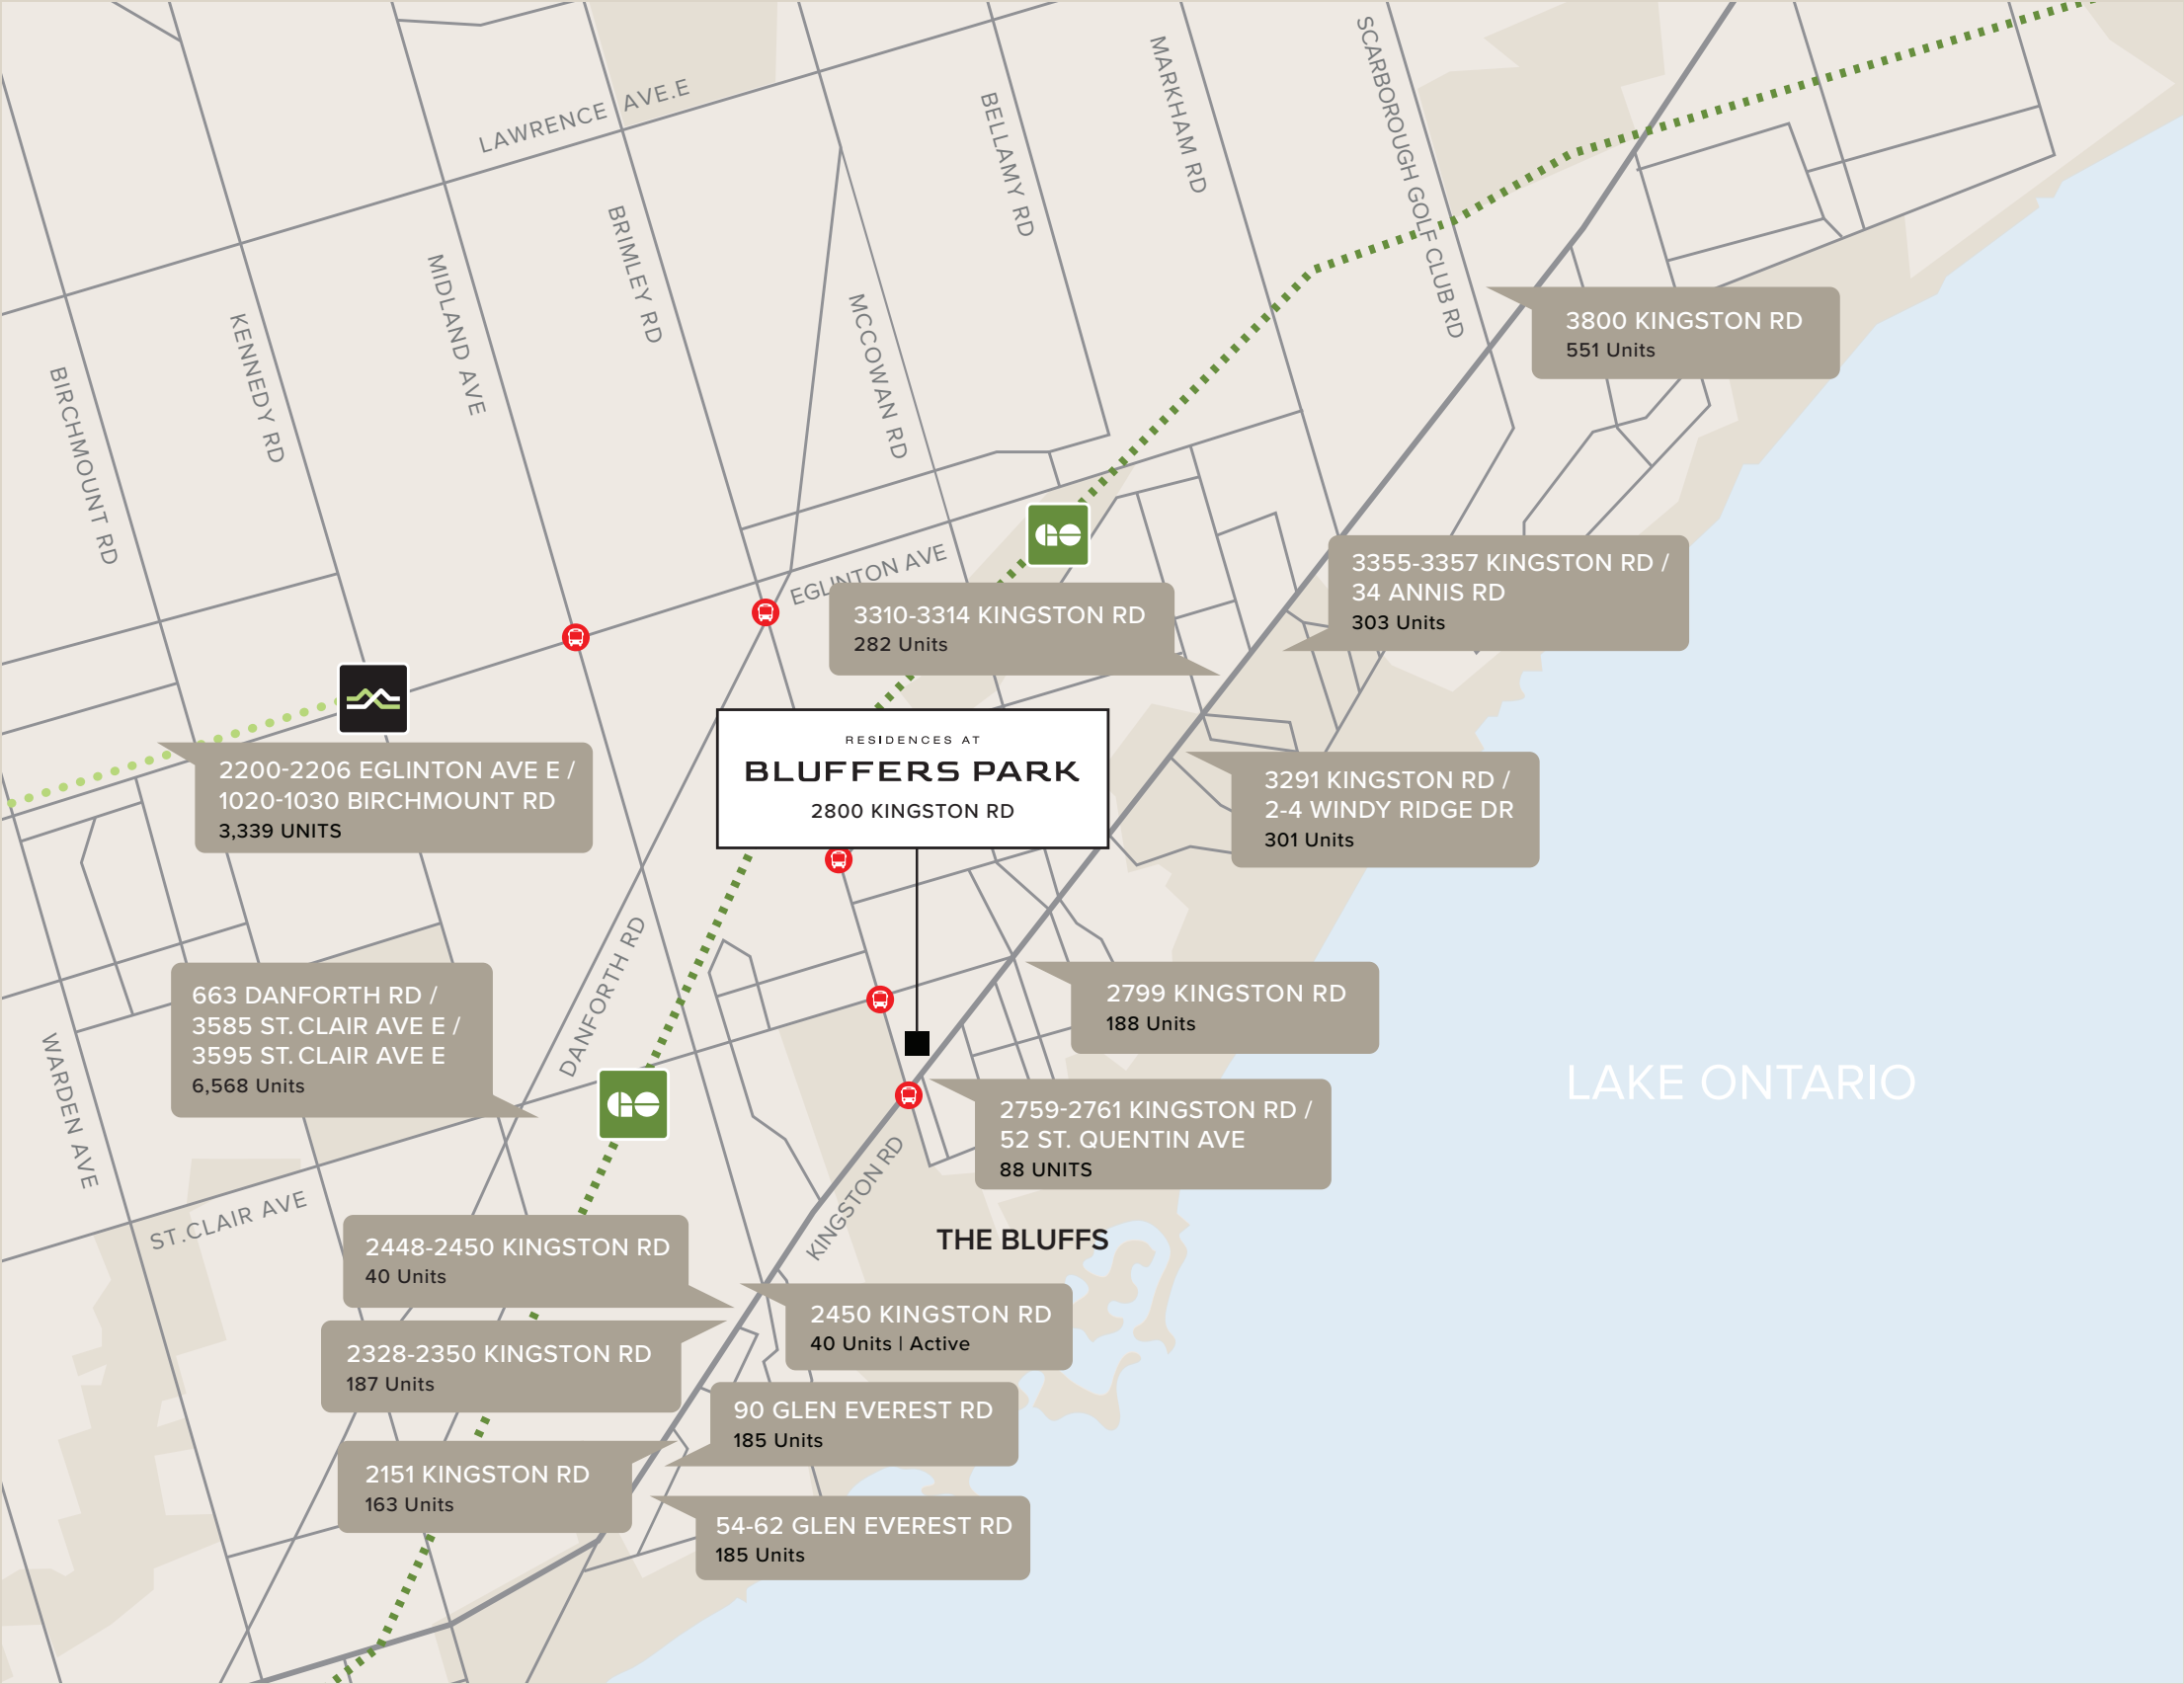 LAWRENCE AVE.E
MARKHAM RD
SCARBOROUGH GOLF CLUB RD
BELLAMY RD
BRIMLEY RD
MIDLAND AVE
KENNEDY RD
MCCOWAN RD
BIRCHMOUNT RD
3800 KINGSTON RD
551 Units
EGLINTON AVE
3355-3357 KINGSTON RD /
34 ANNIS RD
303 Units
3310-3314 KINGSTON RD
282 Units
RESIDENCES AT
BLUFFERS PARK
2800 KINGSTON RD
2200-2206 EGLINTON AVE E /
1020-1030 BIRCHMOUNT RD
3,339 UNITS
3291 KINGSTON RD /
2-4 WINDY RIDGE DR
301 Units
DANFORTH RD
663 DANFORTH RD /
3585 ST. CLAIR AVE E /
3595 ST. CLAIR AVE E
6,568 Units
2799 KINGSTON RD
188 Units
WARDEN AVE
LAKE ONTARIO
2759-2761 KINGSTON RD /
52 ST. QUENTIN AVE
88 UNITS
KINGSTON RD
ST. CLAIR AVE
THE BLUFFS
2448-2450 KINGSTON RD
40 Units
2450 KINGSTON RD
40 Units | Active
2328-2350 KINGSTON RD
187 Units
90 GLEN EVEREST RD
185 Units
2151 KINGSTON RD
163 Units
54-62 GLEN EVEREST RD
185 Units
GO
GO